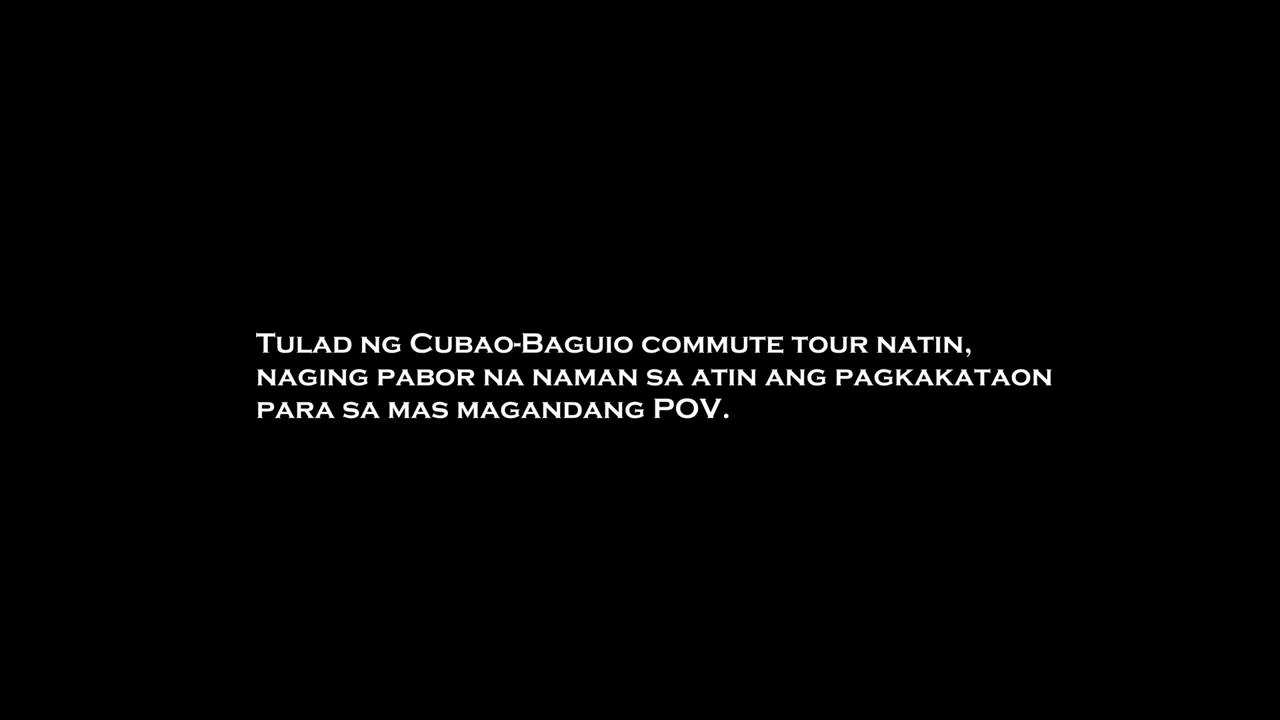 Tulad ng Cubao-Baguio commute tour natin,
naging pabor na naman sa atin ang pagkakataon
para sa mas magandang POV.